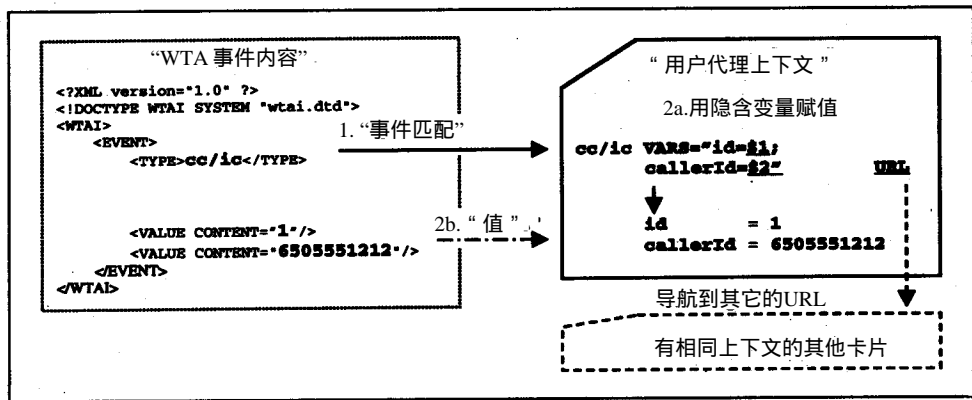 “WTA 事件内容”
<?XML version="1.0" ?>
<!DOCTYPE WTAI SYSTEM "wtai.dtd">
<WTAI>
<EVENT>
<TYPE>cc/ic</TYPE>
<VALUE CONTENT="1"/>
<VALUE CONTENT="6505551212"/>
</EVENT>
</WTAI>
1. “事件匹配”
2b. “ 值 ”
“ 用户代理上下文 ”
2a.用隐含变量赋值
cc/ic VARS="id=$1;
callerId=$2" URL
id = 1
callerId = 6505551212
导航到其它的URL
有相同上下文的其他卡片